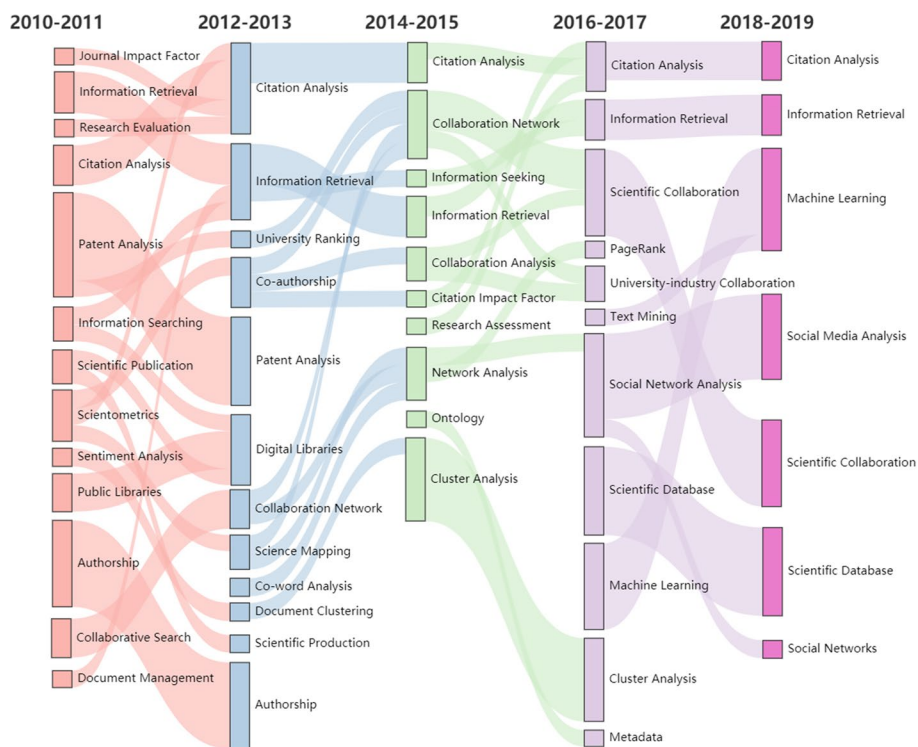 2010-2011
2012-2013
2014-2015
2016-2017
2018-2019
Journal Impact Factor
Information Retrieval
Research Evaluation
Citation Analysis
Patent Analysis
Information Searching
Scientific Publication
Scientometrics
Sentiment Analysis
Public Libraries
Authorship
Collaborative Search
Document Management
Citation Analysis
Information Retrieval
University Ranking
Co-authorship
Patent Analysis
Digital Libraries
Collaboration Network
Science Mapping
Co-word Analysis
Document Clustering
Scientific Production
Authorship
Citation Analysis
Collaboration Network
Information Seeking
Information Retrieval
Collaboration Analysis
Citation Impact Factor
Research Assessment
Network Analysis
Ontology
Cluster Analysis
Citation Analysis
Information Retrieval
Scientific Collaboration
PageRank
University-industry Collaboration
Text Mining
Social Network Analysis
Scientific Database
Machine Learning
Cluster Analysis
Metadata
Citation Analysis
Information Retrieval
Machine Learning
Social Media Analysis
Scientific Collaboration
Scientific Database
Social Networks